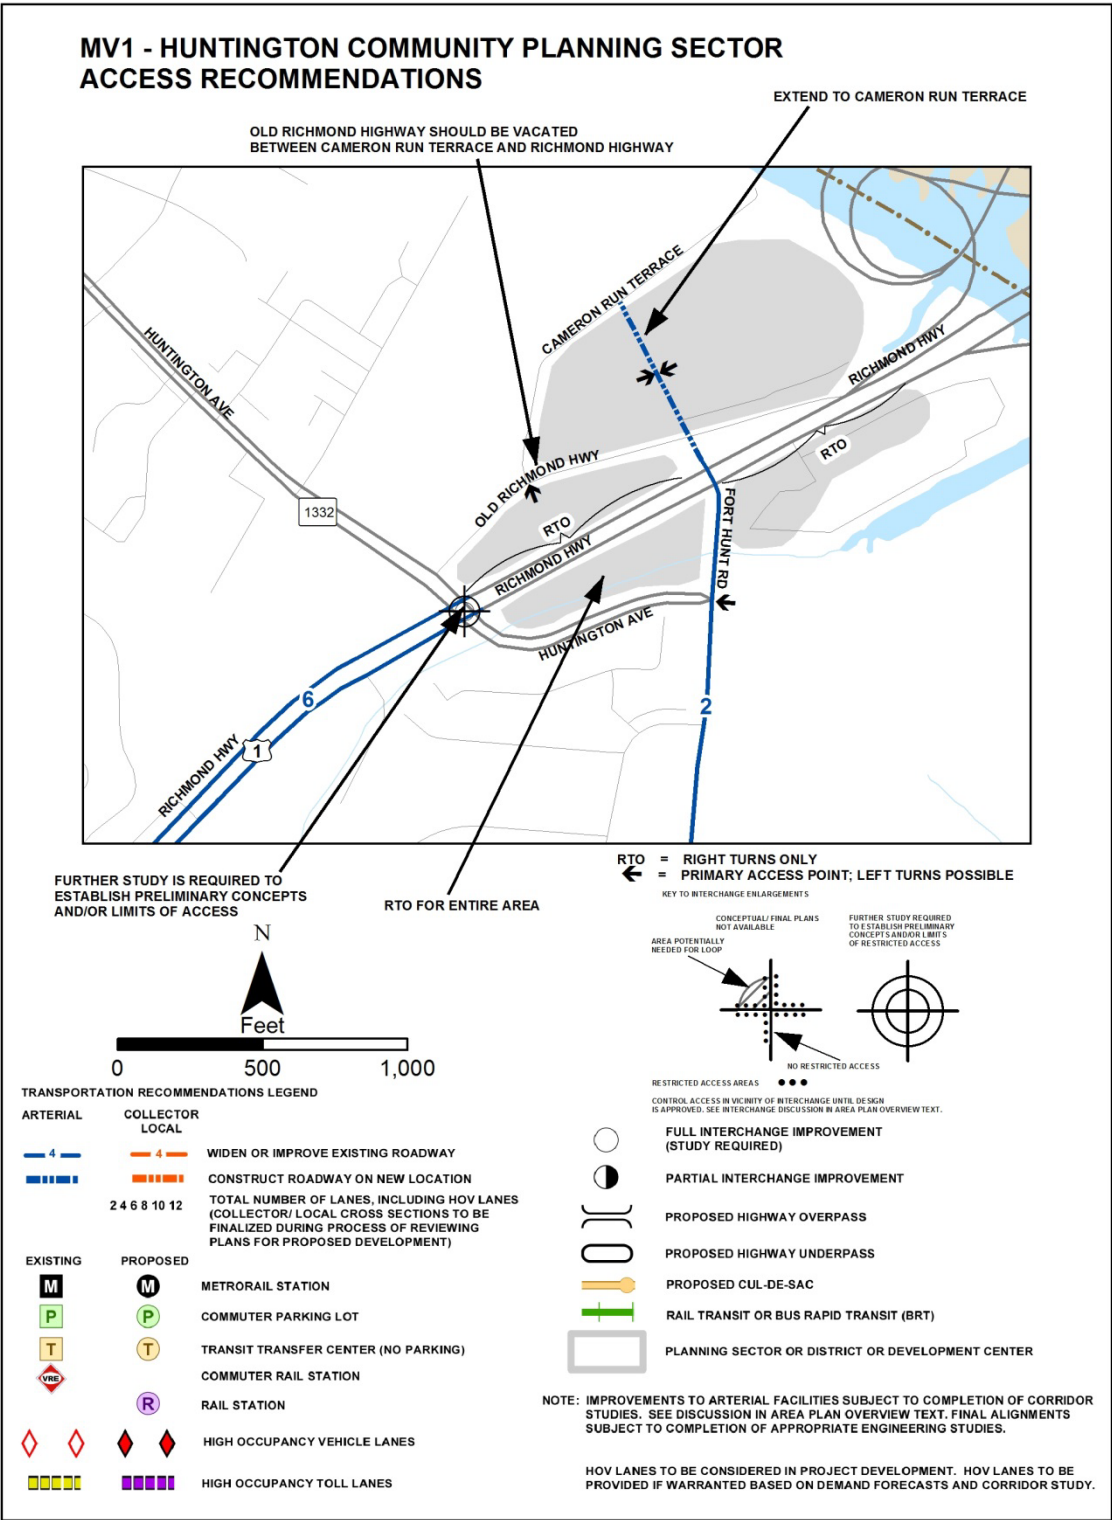 MV1 - HUNTINGTON COMMUNITY PLANNING SECTOR
ACCESS RECOMMENDATIONS
EXTEND TO CAMERON RUN TERRACE
OLD RICHMOND HIGHWAY SHOULD BE VACATED
BETWEEN CAMERON RUN TERRACE AND RICHMOND HIGHWAY
CAMERON RUN TERRACE
HUNTINGTON AVE
RICHMOND HWY
RTO
OLD RICHMOND HWY
1332
RTO
RICHMOND HWY
FORT HUNT RD
HUNTINGTON AVE
6
2
1
RICHMOND HWY
FURTHER STUDY IS REQUIRED TO
ESTABLISH PRELIMINARY CONCEPTS
AND/OR LIMITS OF ACCESS
RTO FOR ENTIRE AREA
RTO = RIGHT TURNS ONLY
= PRIMARY ACCESS POINT; LEFT TURNS POSSIBLE
KEY TO INTERCHANGE ENLARGEMENTS
CONCEPTUAL/ FINAL PLANS
NOT AVAILABLE
FURTHER STUDY REQUIRED
TO ESTABLISH PRELIMINARY
CONCEPTS AND/OR LIMITS
OF RESTRICTED ACCESS
AREA POTENTIALLY
NEEDED FOR LOOP
NO RESTRICTED ACCESS
RESTRICTED ACCESS AREAS
CONTROL ACCESS IN VICINITY OF INTERCHANGE UNTIL DESIGN
IS APPROVED. SEE INTERCHANGE DISCUSSION IN AREA PLAN OVERVIEW TEXT.
N
Feet
0 500 1,000
TRANSPORTATION RECOMMENDATIONS LEGEND
ARTERIAL
COLLECTOR
LOCAL
4 4 WIDEN OR IMPROVE EXISTING ROADWAY
CONSTRUCT ROADWAY ON NEW LOCATION
2 4 6 8 10 12 TOTAL NUMBER OF LANES, INCLUDING HOV LANES
(COLLECTOR/ LOCAL CROSS SECTIONS TO BE
FINALIZED DURING PROCESS OF REVIEWING
PLANS FOR PROPOSED DEVELOPMENT)
EXISTING PROPOSED
M M METRORAIL STATION
P P COMMUTER PARKING LOT
T T TRANSIT TRANSFER CENTER (NO PARKING)
VRE COMMUTER RAIL STATION
R RAIL STATION
HIGH OCCUPANCY VEHICLE LANES
HIGH OCCUPANCY TOLL LANES
FULL INTERCHANGE IMPROVEMENT
(STUDY REQUIRED)
PARTIAL INTERCHANGE IMPROVEMENT
PROPOSED HIGHWAY OVERPASS
PROPOSED HIGHWAY UNDERPASS
PROPOSED CUL-DE-SAC
RAIL TRANSIT OR BUS RAPID TRANSIT (BRT)
PLANNING SECTOR OR DISTRICT OR DEVELOPMENT CENTER
NOTE: IMPROVEMENTS TO ARTERIAL FACILITIES SUBJECT TO COMPLETION OF CORRIDOR
STUDIES. SEE DISCUSSION IN AREA PLAN OVERVIEW TEXT. FINAL ALIGNMENTS
SUBJECT TO COMPLETION OF APPROPRIATE ENGINEERING STUDIES.
HOV LANES TO BE CONSIDERED IN PROJECT DEVELOPMENT. HOV LANES TO BE
PROVIDED IF WARRANTED BASED ON DEMAND FORECASTS AND CORRIDOR STUDY.